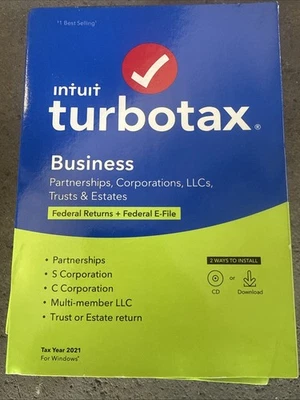 "#1 Best Selling"
intuit
turbotax®
Business
Partnerships, Corporations, LLCs,
Trusts & Estates
Federal Returns + Federal E-File
• Partnerships
• S Corporation
• C Corporation
• Multi-member LLC
• Trust or Estate return
2 WAYS TO INSTALL
or
CD
Download
Tax Year 2021
For Windows®